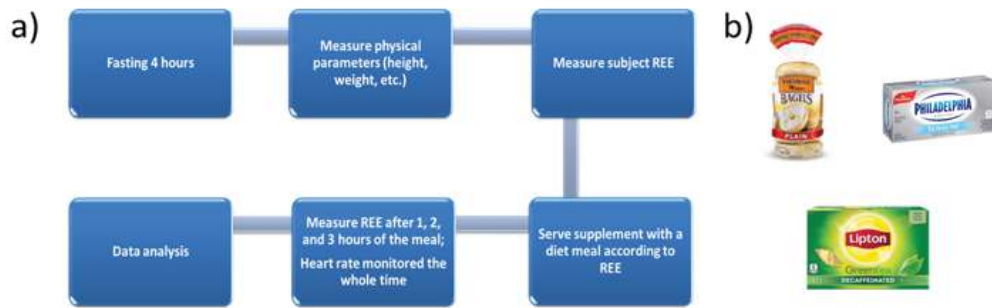 a)
Fasting 4 hours
Measure physical
parameters (height,
weight, etc.)
Measure subject REE
Data analysis
Measure REE after 1, 2,
and 3 hours of the meal;
Heart rate monitored the
whole time
Serve supplement with a
diet meal according to
REE
b)
BAGELS
PLAIN
PHILADELPHIA
Lipton
Green
DECAFFEINATED